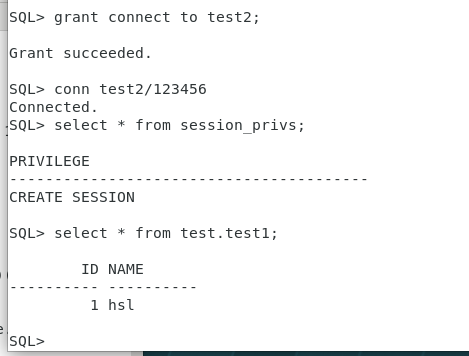 SQL> grant connect to test2;
Grant succeeded.
SQL> conn test2/123456
Connected.
SQL> select * from session_privs;
PRIVILEGE
----------------------------------------
CREATE SESSION
SQL> select * from test.test1;
        ID NAME
---------- ----------
         1 hsl
SQL>